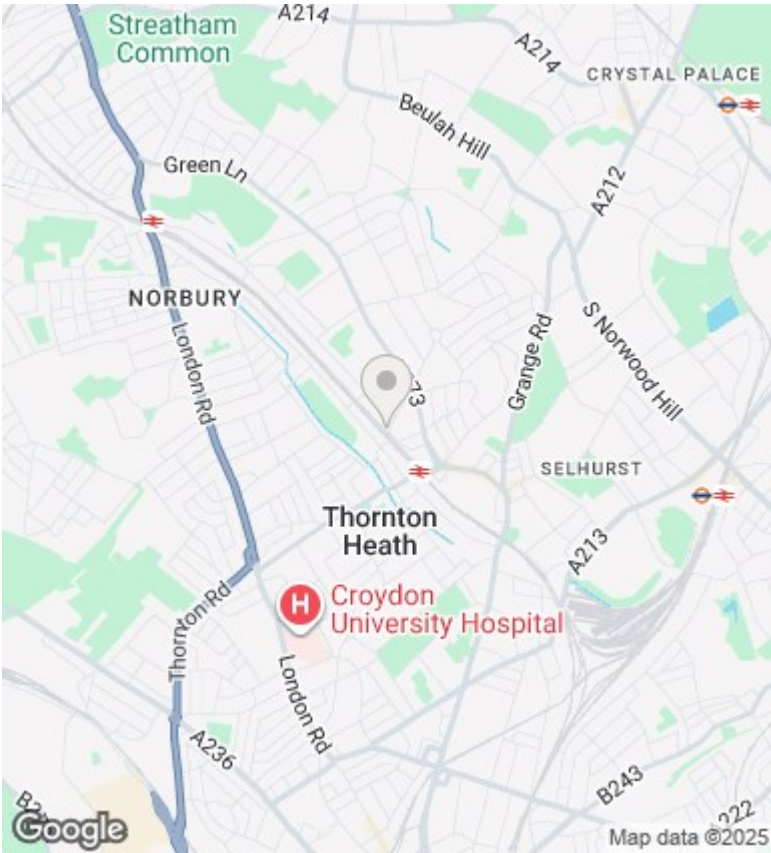 Streatham
Common
A214
A214
CRYSTAL PALACE
Beulah Hill
Green Ln
A212
NORBURY
London Rd
S Norwood Hill
Grange Rd
SELHURST
Thornton
Heath
A213
H
Croydon
University Hospital
Thornton Rd
London Rd
A236
B243
Google
Map data ©2025